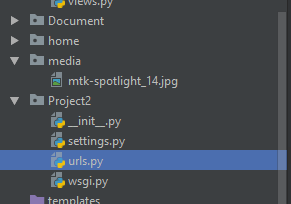 views.py
Document
home
media
mtk-spotlight_14.jpg
Project2
__init__.py
settings.py
urls.py
wsgi.py
templates